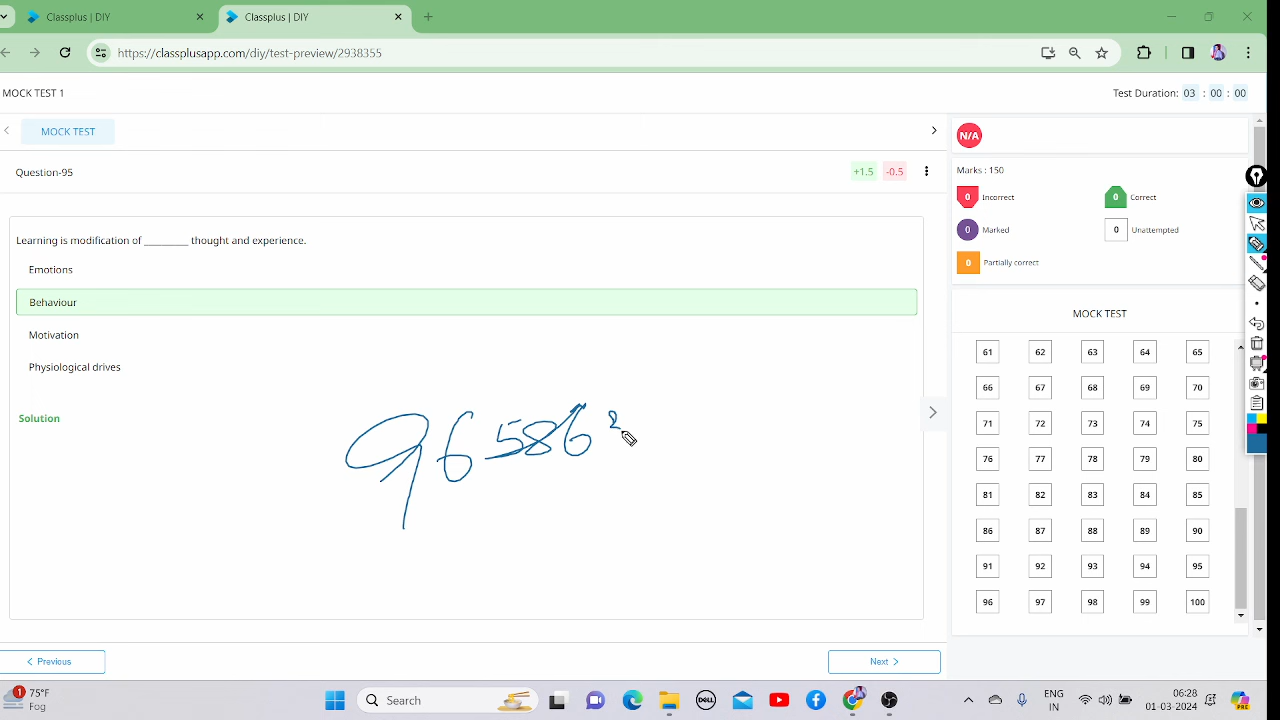 Classplus | DIY
Classplus | DIY
https://classplusapp.com/diy/test-preview/2938355
MOCK TEST 1
Test Duration: 03 : 00 : 00
MOCK TEST
Question-95
+1.5 -0.5
Learning is modification of ________ thought and experience.
Emotions
Behaviour
Motivation
Physiological drives
Solution
965862
N/A
Marks : 150
0 Incorrect
0 Correct
0 Marked
0 Unattempted
0 Partially correct
MOCK TEST
61 62 63 64 65
66 67 68 69 70
71 72 73 74 75
76 77 78 79 80
81 82 83 84 85
86 87 88 89 90
91 92 93 94 95
96 97 98 99 100
< Previous
Next >
1
75°F
Fog
Search
DELL
ENG
IN
06:28
01-03-2024
PRE